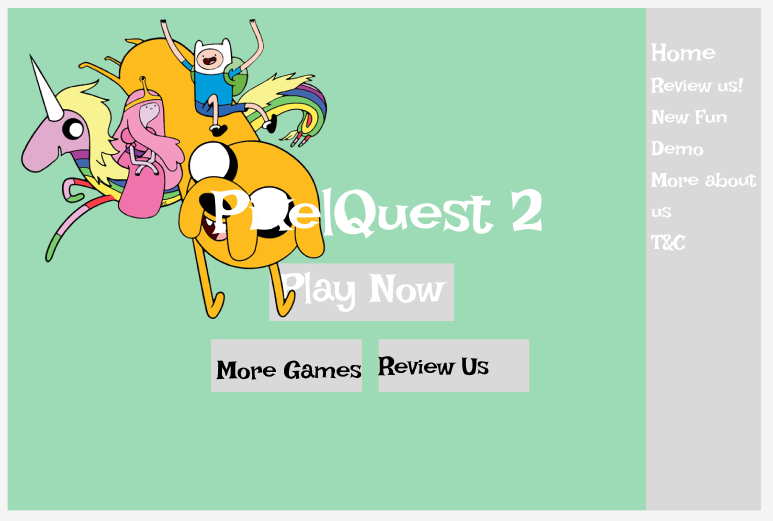 PixelQuest 2
Play Now
More Games
Review Us
Home
Review us!
New Fun
Demo
More about
us
T&C